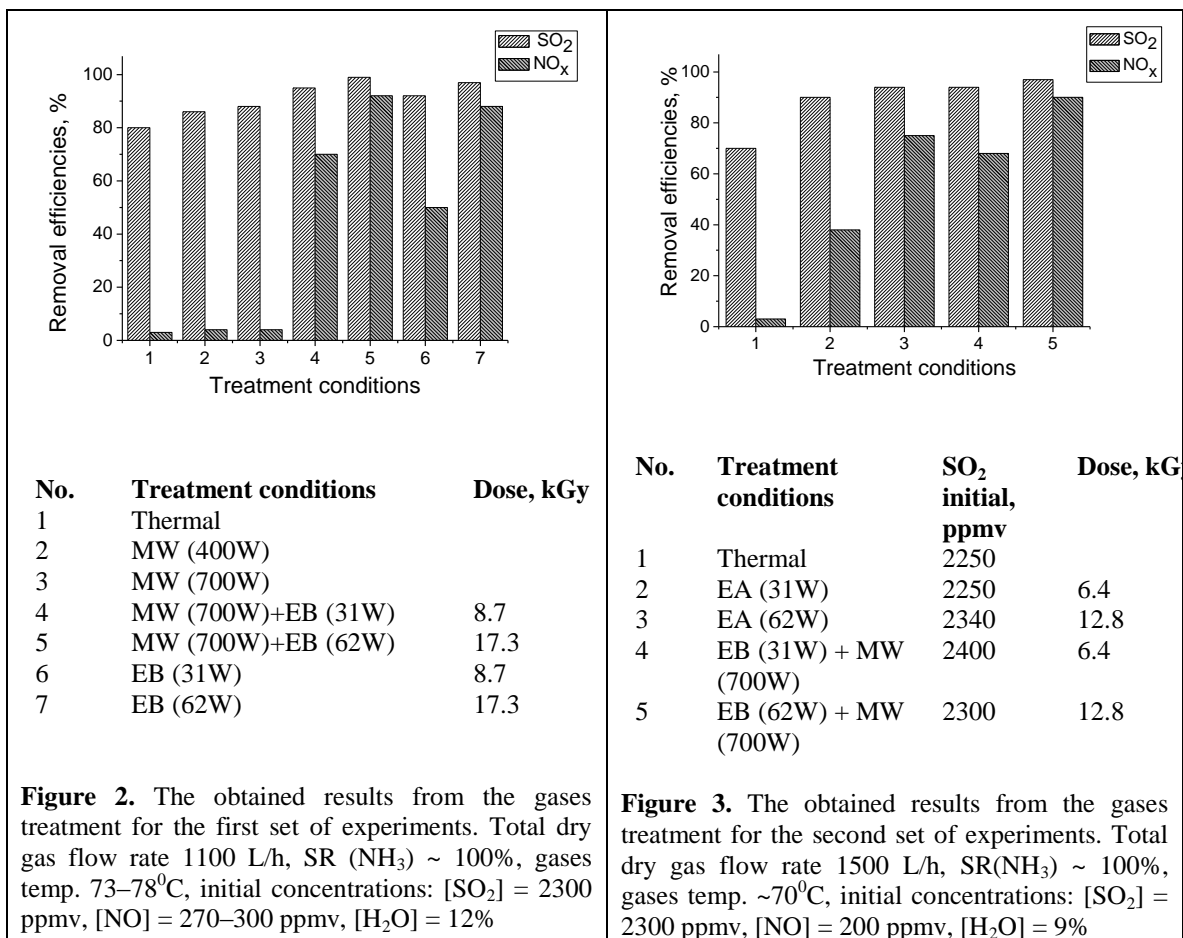 SO2
NOx
100
80
60
40
20
0
Removal efficiencies, %
1 2 3 4 5 6 7
Treatment conditions
No. Treatment conditions Dose, kGy
1 Thermal
2 MW (400W)
3 MW (700W)
4 MW (700W)+EB (31W) 8.7
5 MW (700W)+EB (62W) 17.3
6 EB (31W) 8.7
7 EB (62W) 17.3
Figure 2. The obtained results from the gases
treatment for the first set of experiments. Total dry
gas flow rate 1100 L/h, SR (NH3) ~ 100%, gases
temp. 73–78⁰C, initial concentrations: [SO2] = 2300
ppmv, [NO] = 270–300 ppmv, [H2O] = 12%
SO2
NOx
100
80
60
40
20
0
Removal efficiencies, %
1 2 3 4 5
Treatment conditions
No. Treatment SO2 Dose, kGy
conditions initial,
ppmv
1 Thermal 2250
2 EA (31W) 2250 6.4
3 EA (62W) 2340 12.8
4 EB (31W) + MW 2400 6.4
(700W)
5 EB (62W) + MW 2300 12.8
(700W)
Figure 3. The obtained results from the gases
treatment for the second set of experiments. Total
dry gas flow rate 1500 L/h, SR(NH3) ~ 100%,
gases temp. ~70⁰C, initial concentrations: [SO2] =
2300 ppmv, [NO] = 200 ppmv, [H2O] = 9%